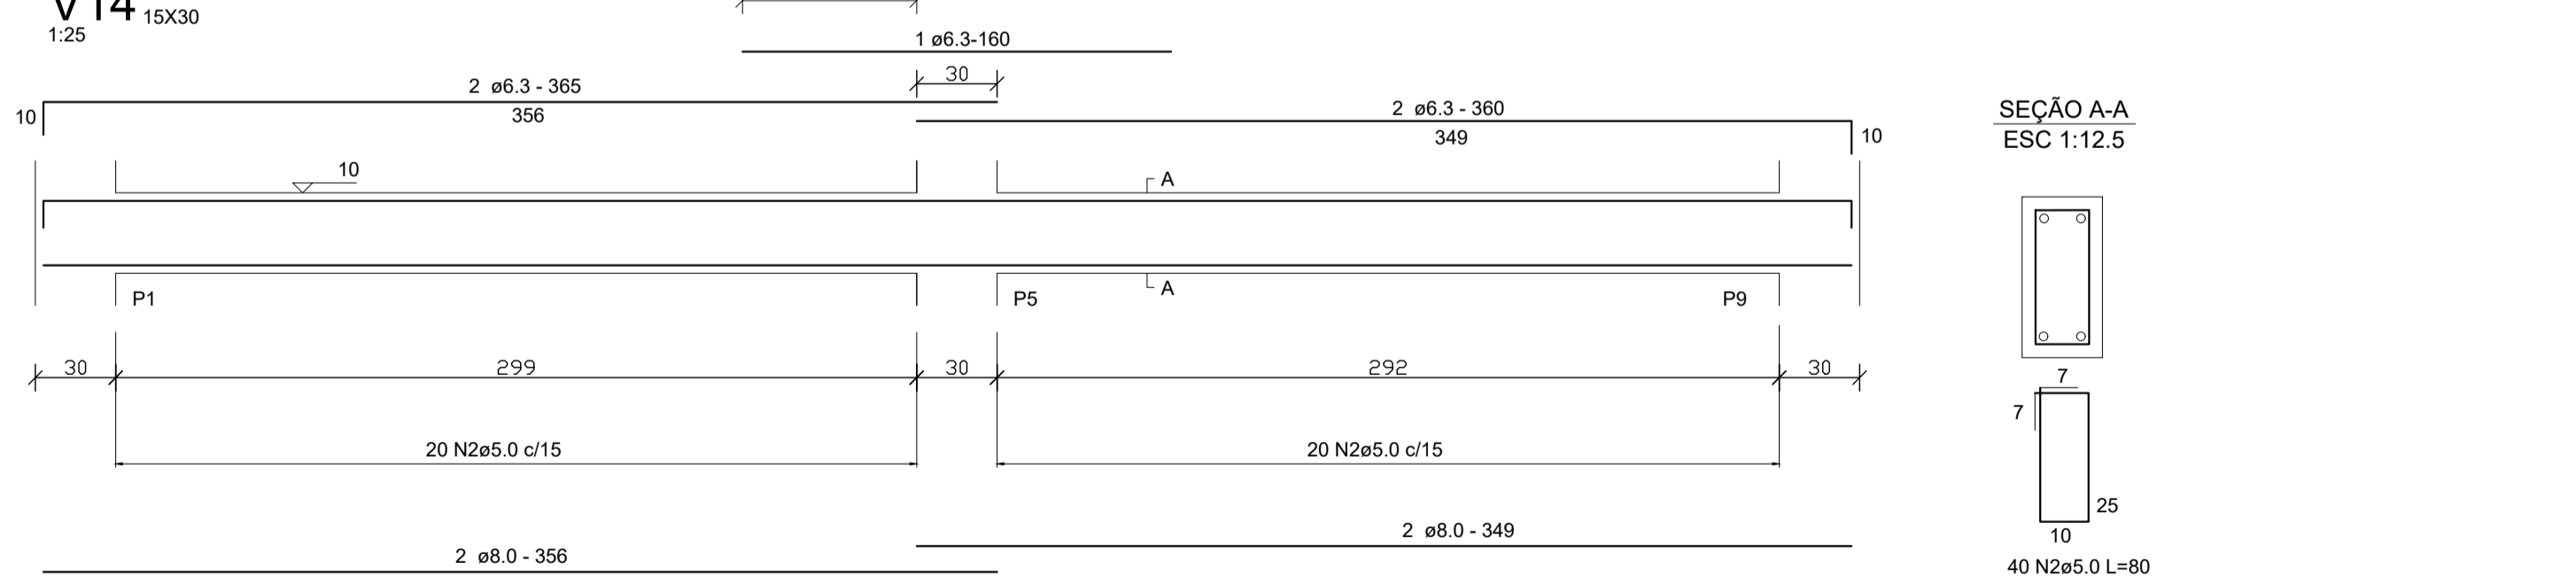 V14 15X30
1:25
1 ø6.3-160
30
2 ø6.3 - 365
10
356
2 ø6.3 - 360
349
10
SEÇÃO A-A
ESC 1:12.5
10
A
A
P1
P5
P9
30
299
30
292
30
20 N2ø5.0 c/15
20 N2ø5.0 c/15
2 ø8.0 - 349
2 ø8.0 - 356
7
7
25
10
40 N2ø5.0 L=80